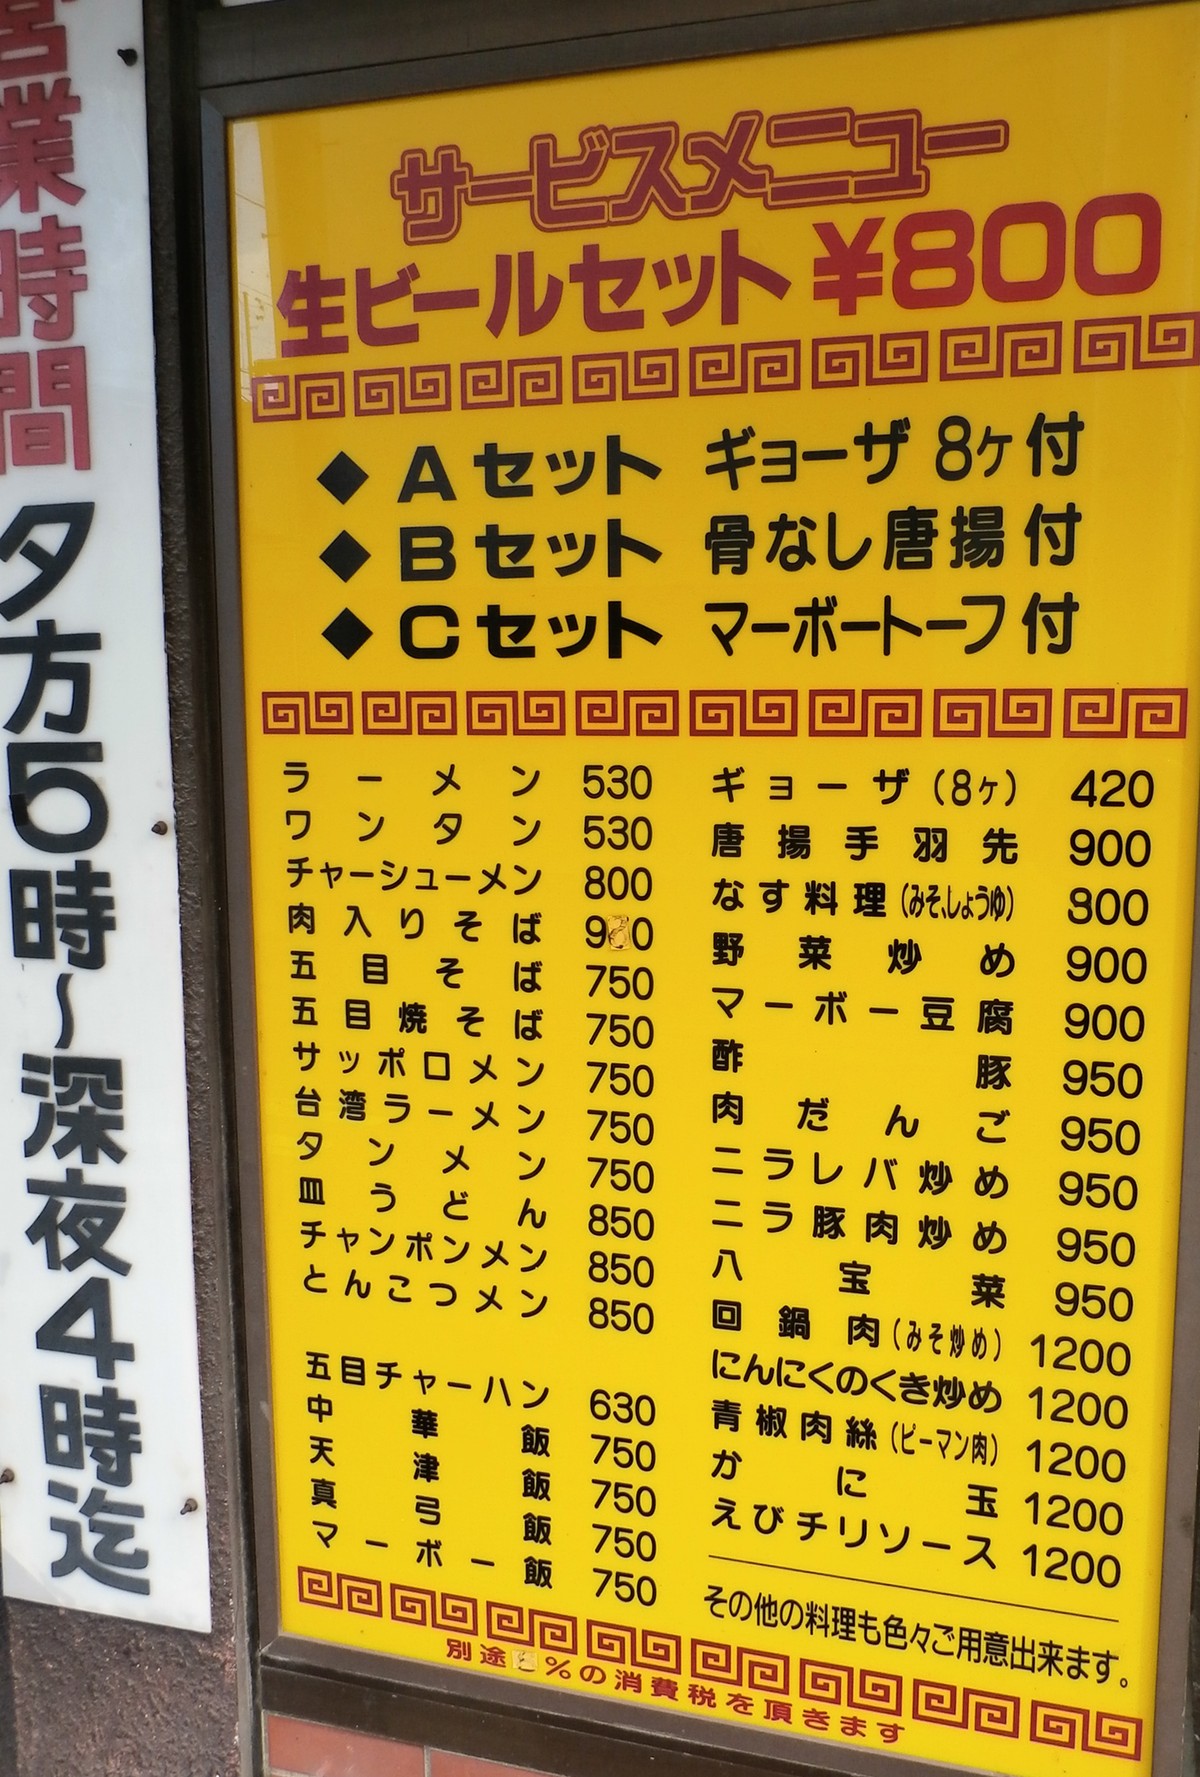 営業時間
夕方5時〜深夜4時迄
サービスメニュー
生ビールセット ¥800
◆Aセット ギョーザ 8ヶ付
◆Bセット 骨なし唐揚付
◆Cセット マーボートーフ付
ラーメン 530
ワンタン 530
チャーシューメン 800
肉入りそば
五目そば 750
五目焼そば 750
サッポロメン 750
台湾ラーメン 750
タンメン 750
皿うどん 850
チャンポンメン 850
とんこつメン 850
五目チャーハン 630
中華飯 750
天津飯 750
真弓飯 750
マーボー飯 750
ギョーザ(8ヶ) 420
唐揚手羽先 900
なす料理(みそ、しょうゆ)
野菜炒め 900
マーボー豆腐 900
酢豚 950
肉だんご 950
ニラレバ炒め 950
ニラ豚肉炒め 950
八宝菜 950
回鍋肉(みそ炒め) 1200
にんにくのくき炒め 1200
青椒肉絲(ピーマン肉) 1200
かに玉 1200
えびチリソース 1200
その他の料理も色々ご用意出来ます。
別途 %の消費税を頂きます